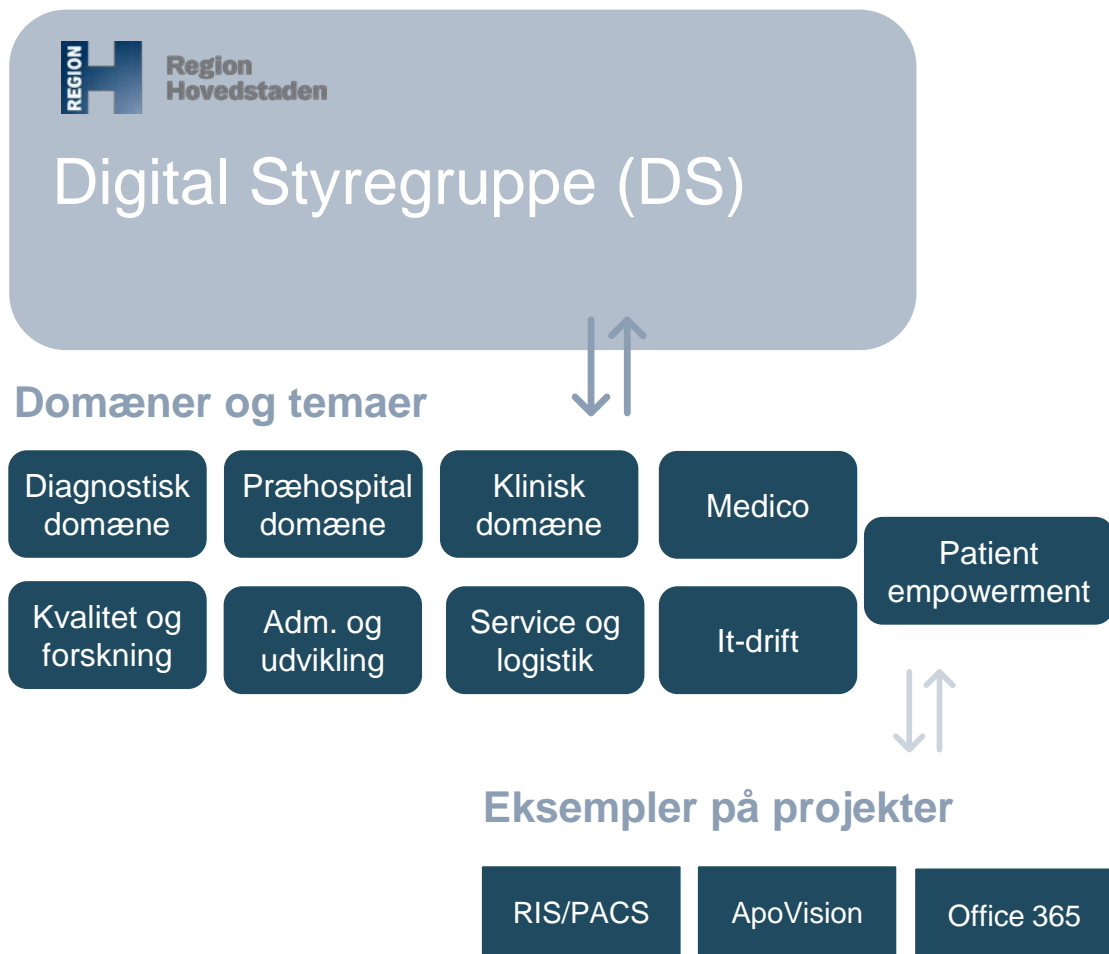 REGION
Region
Hovedstaden
Digital Styregruppe (DS)
Domæner og temaer
Diagnostisk
domæne
Præhospital
domæne
Klinisk
domæne
Medico
Patient
empowerment
Kvalitet og
forskning
Adm. og
udvikling
Service og
logistik
It-drift
Eksempler på projekter
RIS/PACS
ApoVision
Office 365